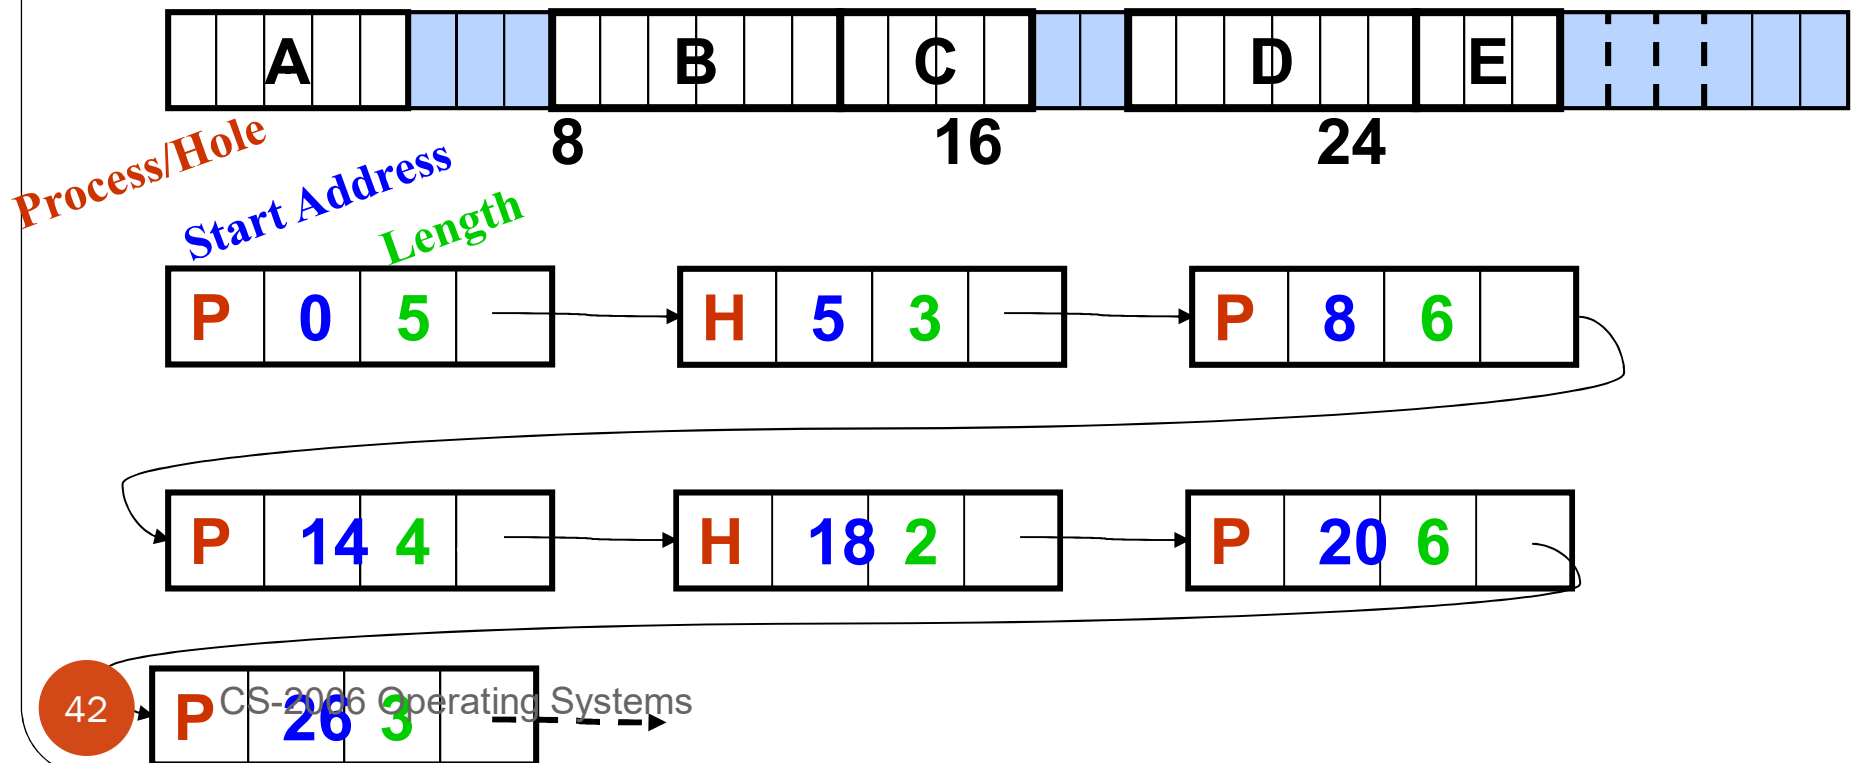 A B C D E
8 16 24
Process/Hole
Start Address
Length
P 0 5 H 5 3 P 8 6
P 14 4 H 18 2 P 20 6
P 26 3
42 CS-2006 Operating Systems